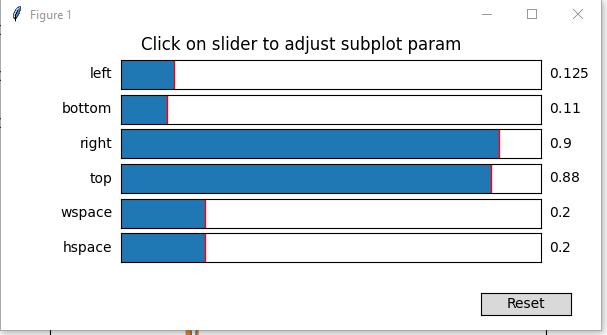 Figure 1
Click on slider to adjust subplot param
left 0.125
bottom 0.11
right 0.9
top 0.88
wspace 0.2
hspace 0.2
Reset